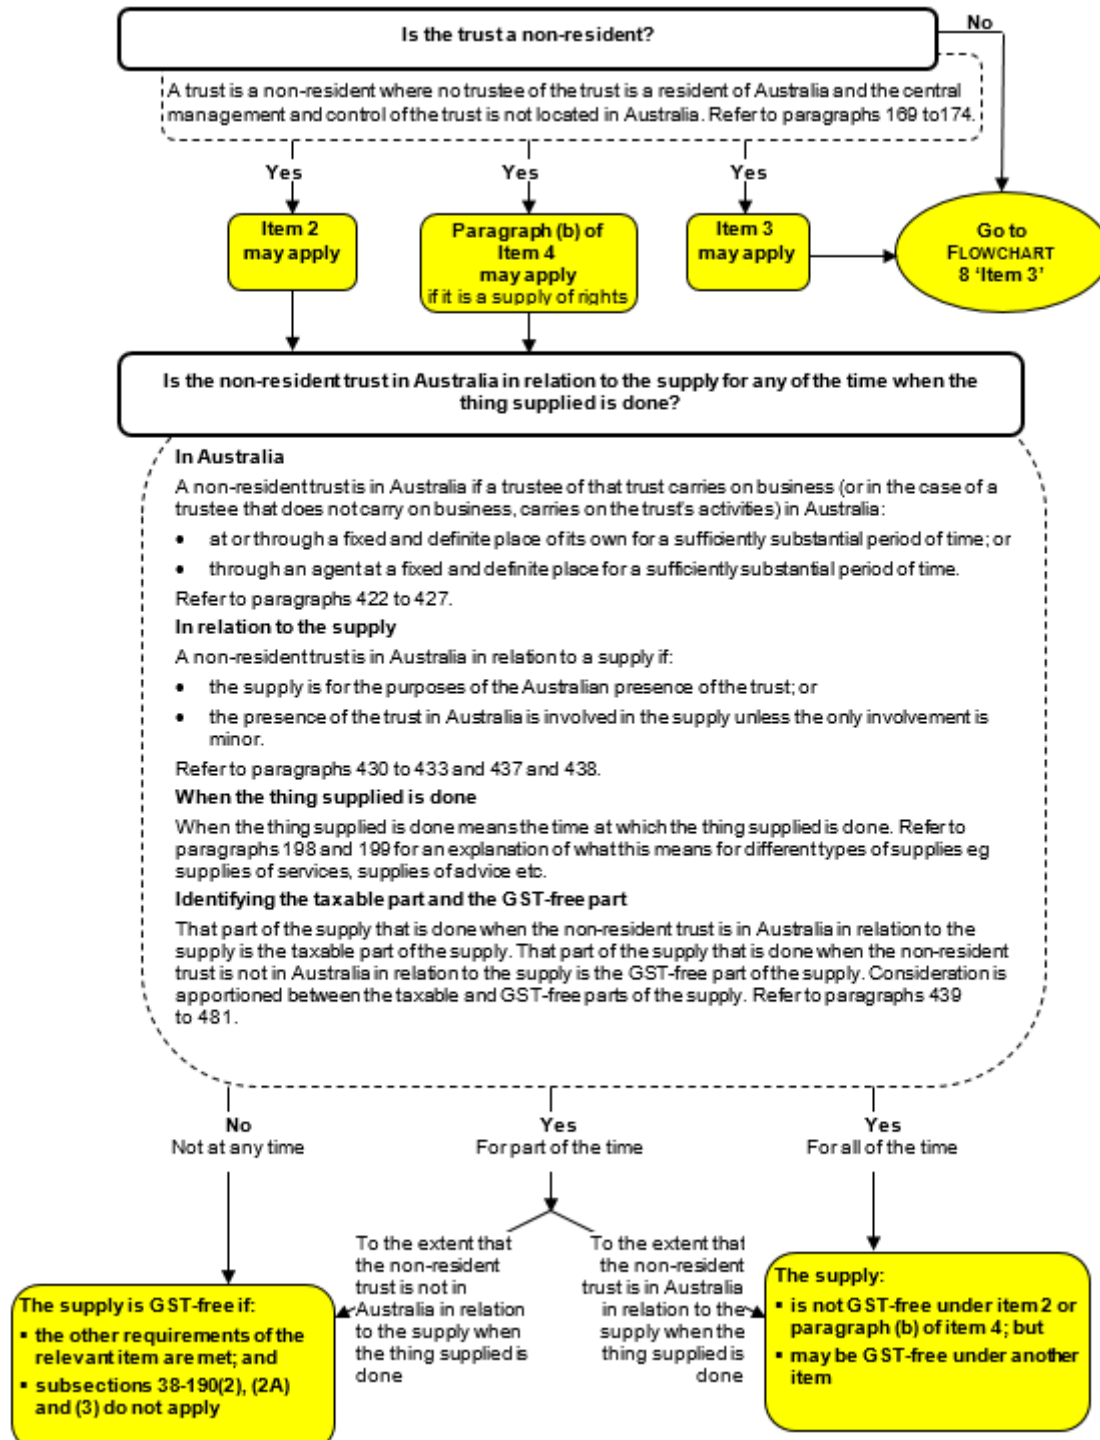 Is the trust a non-resident?
No
A trust is a non-resident where no trustee of the trust is a resident of Australia and the central
management and control of the trust is not located in Australia. Refer to paragraphs 169 to174.
Yes
Yes
Yes
Item 2
may apply
Paragraph (b) of
Item 4
may apply
if it is a supply of rights
Item 3
may apply
Go to
FLOWCHART
8 ‘Item 3’
Is the non-resident trust in Australia in relation to the supply for any of the time when the
thing supplied is done?
In Australia
A non-resident trust is in Australia if a trustee of that trust carries on business (or in the case of a
trustee that does not carry on business, carries on the trust's activities) in Australia:
• at or through a fixed and definite place of its own for a sufficiently substantial period of time; or
• through an agent at a fixed and definite place for a sufficiently substantial period of time.
Refer to paragraphs 422 to 427.
In relation to the supply
A non-resident trust is in Australia in relation to a supply if:
• the supply is for the purposes of the Australian presence of the trust; or
• the presence of the trust in Australia is involved in the supply unless the only involvement is
minor.
Refer to paragraphs 430 to 433 and 437 and 438.
When the thing supplied is done
When the thing supplied is done means the time at which the thing supplied is done. Refer to
paragraphs 198 and 199 for an explanation of what this means for different types of supplies eg
supplies of services, supplies of advice etc.
Identifying the taxable part and the GST-free part
That part of the supply that is done when the non-resident trust is in Australia in relation to the
supply is the taxable part of the supply. That part of the supply that is done when the non-resident
trust is not in Australia in relation to the supply is the GST-free part of the supply. Consideration is
apportioned between the taxable and GST-free parts of the supply. Refer to paragraphs 439
to 481.
No
Not at any time
Yes
For part of the time
Yes
For all of the time
To the extent that
the non-resident
trust is not in
Australia in relation
to the supply when
the thing supplied is
done
To the extent that
the non-resident
trust is in Australia
in relation to the
supply when the
thing supplied is
done
The supply is GST-free if:
▪ the other requirements of the
relevant item are met; and
▪ subsections 38-190(2), (2A)
and (3) do not apply
The supply:
▪ is not GST-free under item 2 or
paragraph (b) of item 4; but
▪ may be GST-free under another
item